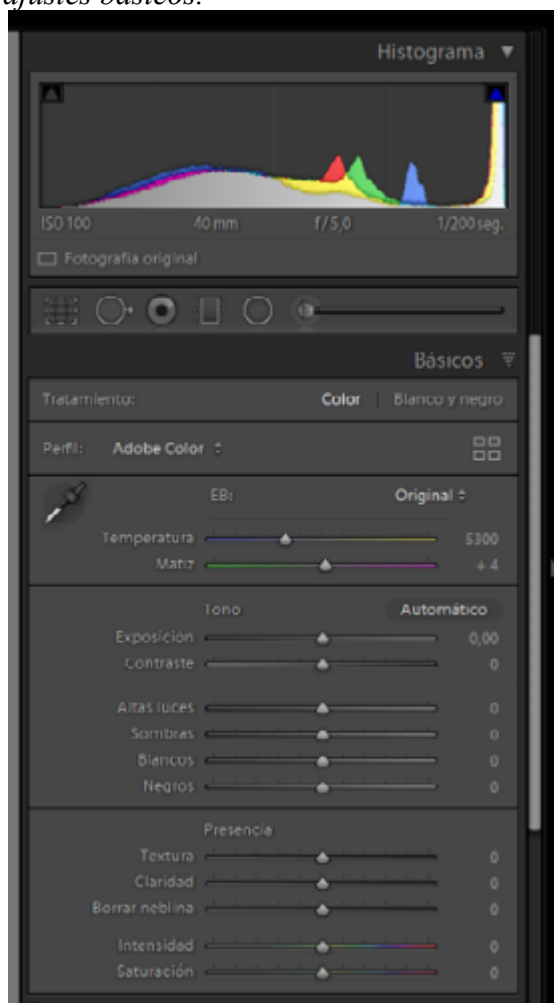 ajustes básicos.
Histograma
ISO 100 40 mm f/5,0 1/200 seg.
Fotografía original
Básicos
Tratamiento: Color Blanco y negro
Perfil: Adobe Color
EB: Original
Temperatura 5300
Matiz + 4
Tono Automático
Exposición 0,00
Contraste 0
Altas luces 0
Sombras 0
Blancos 0
Negros 0
Presencia
Textura 0
Claridad 0
Borrar neblina 0
Intensidad 0
Saturación 0